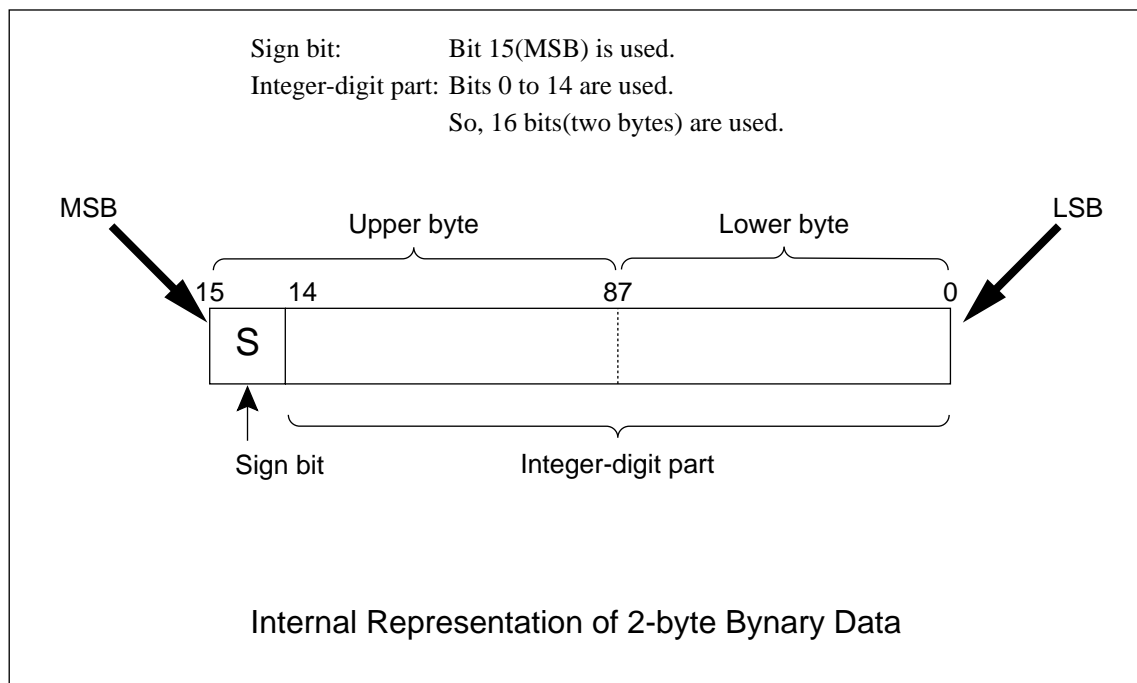 Sign bit: Bit 15(MSB) is used.
Integer-digit part: Bits 0 to 14 are used.
So, 16 bits(two bytes) are used.
MSB LSB
Upper byte Lower byte
15 14 87 0
S
Sign bit Integer-digit part
Internal Representation of 2-byte Bynary Data